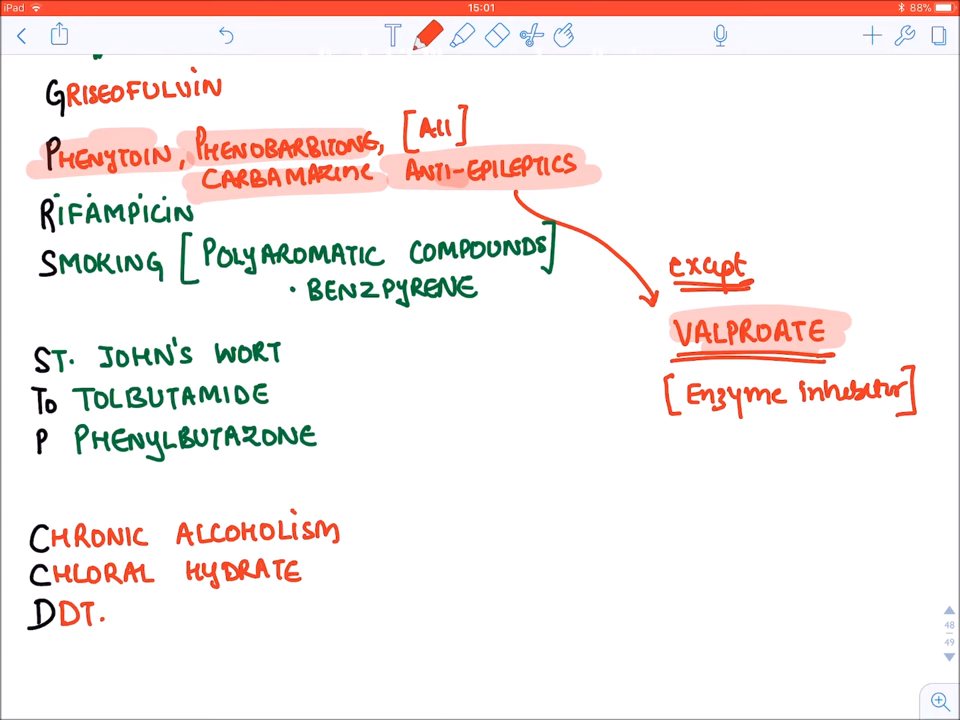 iPad 15:01 88%
GRISEOFULVIN
PHENYTOIN, PHENOBARBITONE, [All]
CARBAMAZINE ANTI-EPILEPTICS
RiFAMPICIN
SMOKING [POLYAROMATIC COMPOUNDS]
· BENZPYRENE
except
VALPROATE
[Enzyme inhibitor]
ST. JOHN'S WORT
To TOLBUTAMIDE
P PHENYLBUTAZONE
CHRONIC ALCOHOLISM
CHLORAL HYDRATE
DDT.
48
49